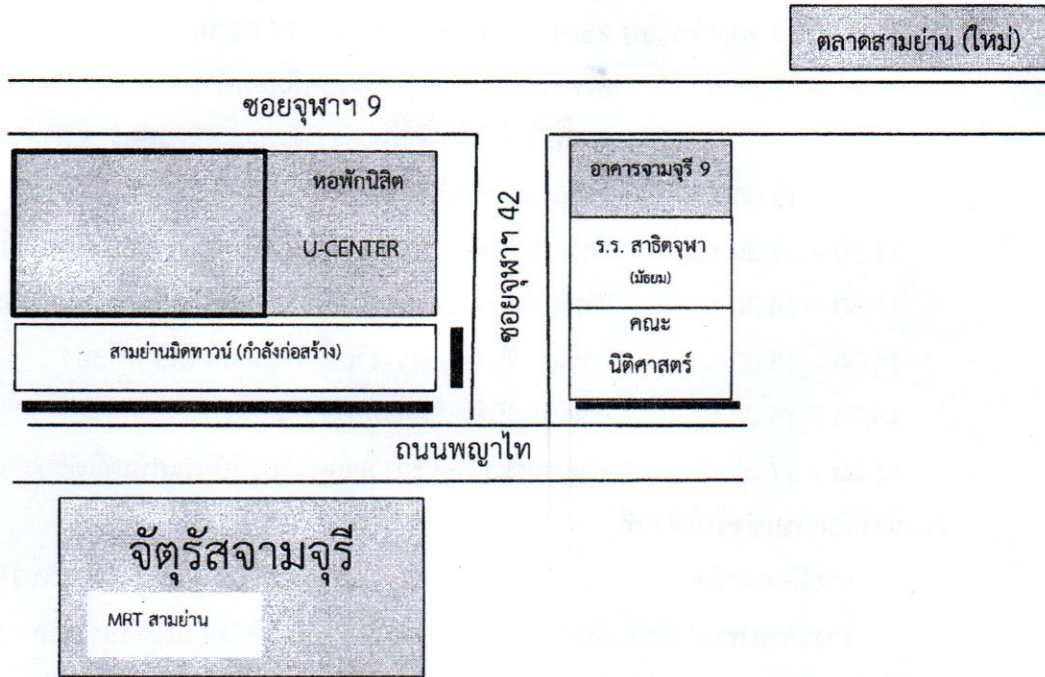 ตลาดสามย่าน (ใหม่)
ซอยจุฬาฯ 9
หอพักนิสิต
U-CENTER
ซอยจุฬาฯ 42
อาคารจามจุรี 9
ร.ร. สาธิตจุฬา
(มัธยม)
คณะ
นิติศาสตร์
สามย่านมิดทาวน์ (กำลังก่อสร้าง)
ถนนพญาไท
จัตุรัสจามจุรี
MRT สามย่าน